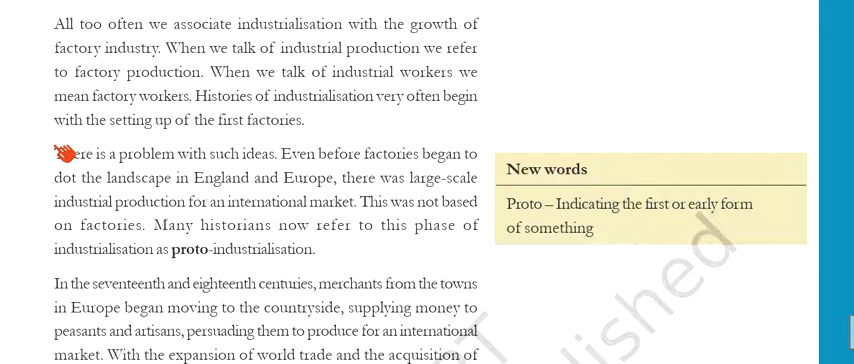 All too often we associate industrialisation with the growth of
factory industry. When we talk of industrial production we refer
to factory production. When we talk of industrial workers we
mean factory workers. Histories of industrialisation very often begin
with the setting up of the first factories.
There is a problem with such ideas. Even before factories began to
dot the landscape in England and Europe, there was large-scale
industrial production for an international market. This was not based
on factories. Many historians now refer to this phase of
industrialisation as proto-industrialisation.
In the seventeenth and eighteenth centuries, merchants from the towns
in Europe began moving to the countryside, supplying money to
peasants and artisans, persuading them to produce for an international
market. With the expansion of world trade and the acquisition of
New words
Proto – Indicating the first or early form
of something